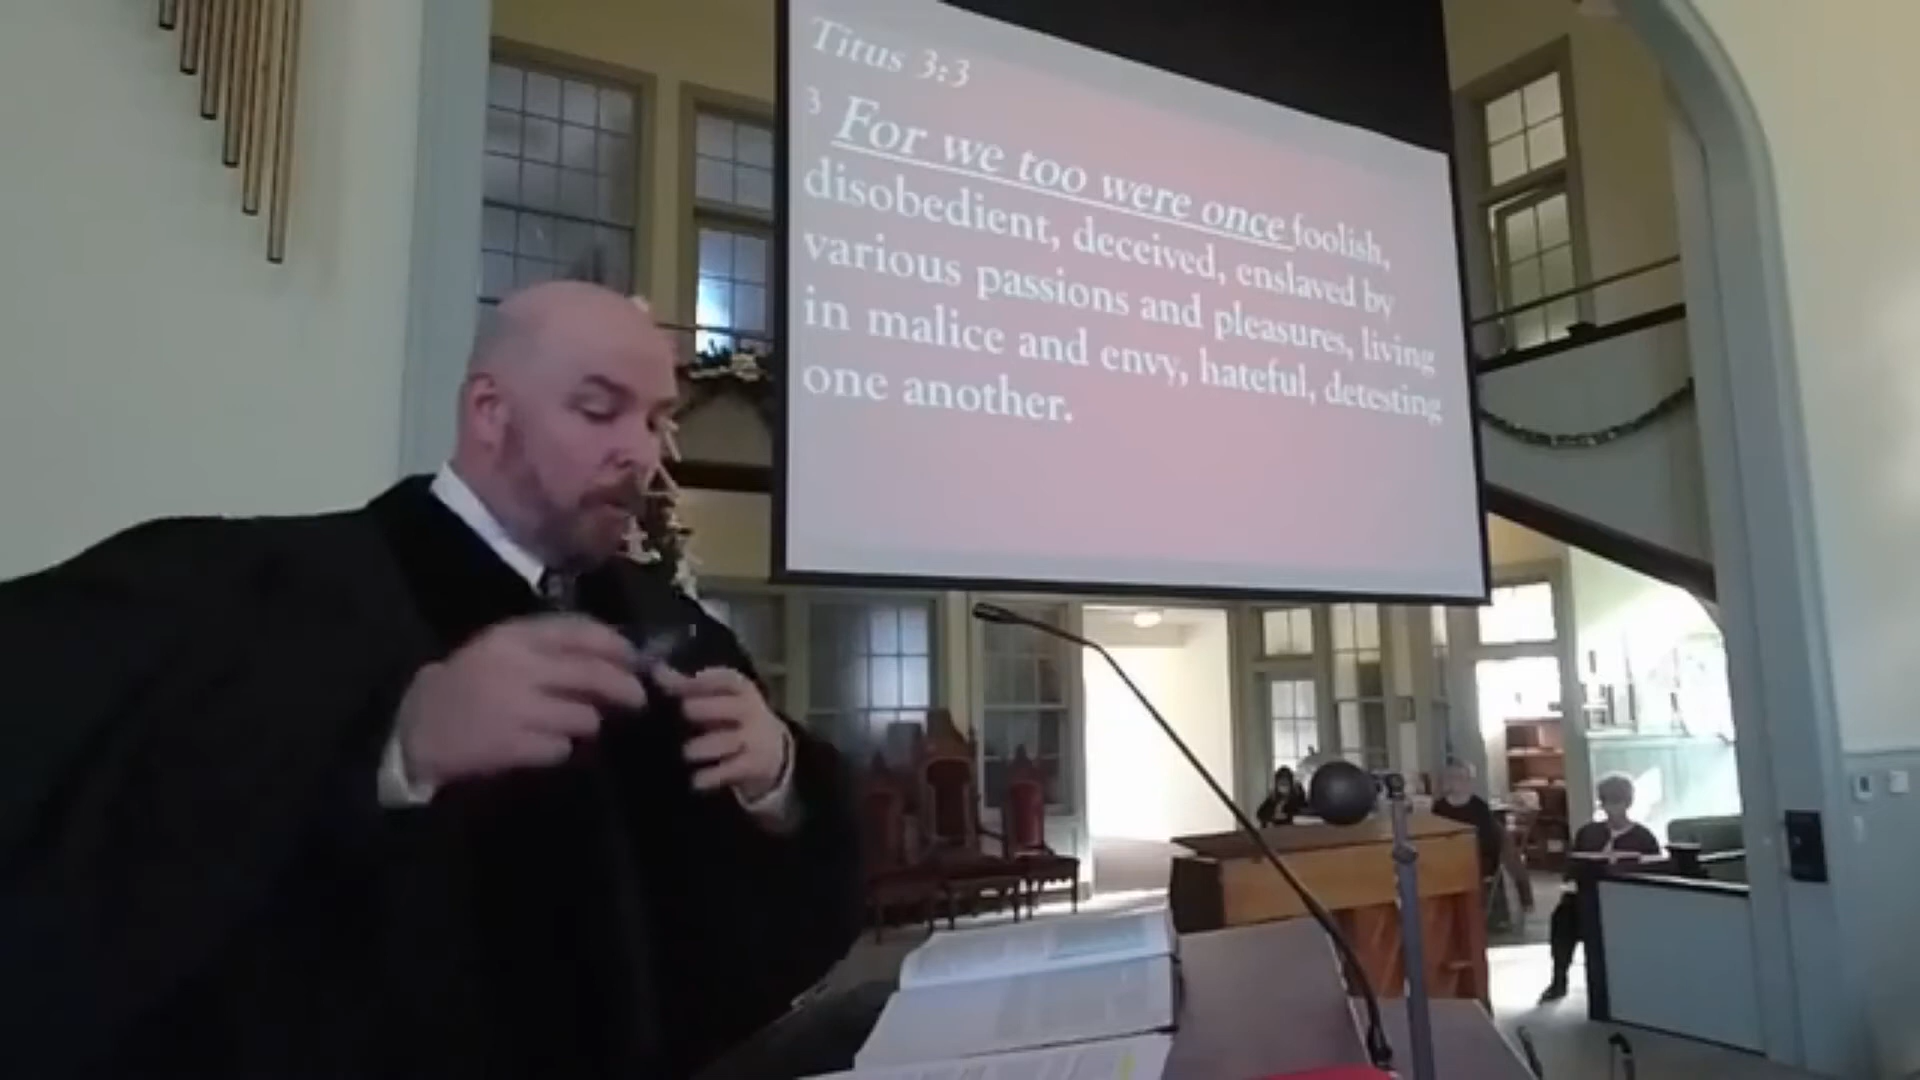 Titus 3:3
3 For we too were once foolish,
disobedient, deceived, enslaved by
various passions and pleasures, living
in malice and envy, hateful, detesting
one another.